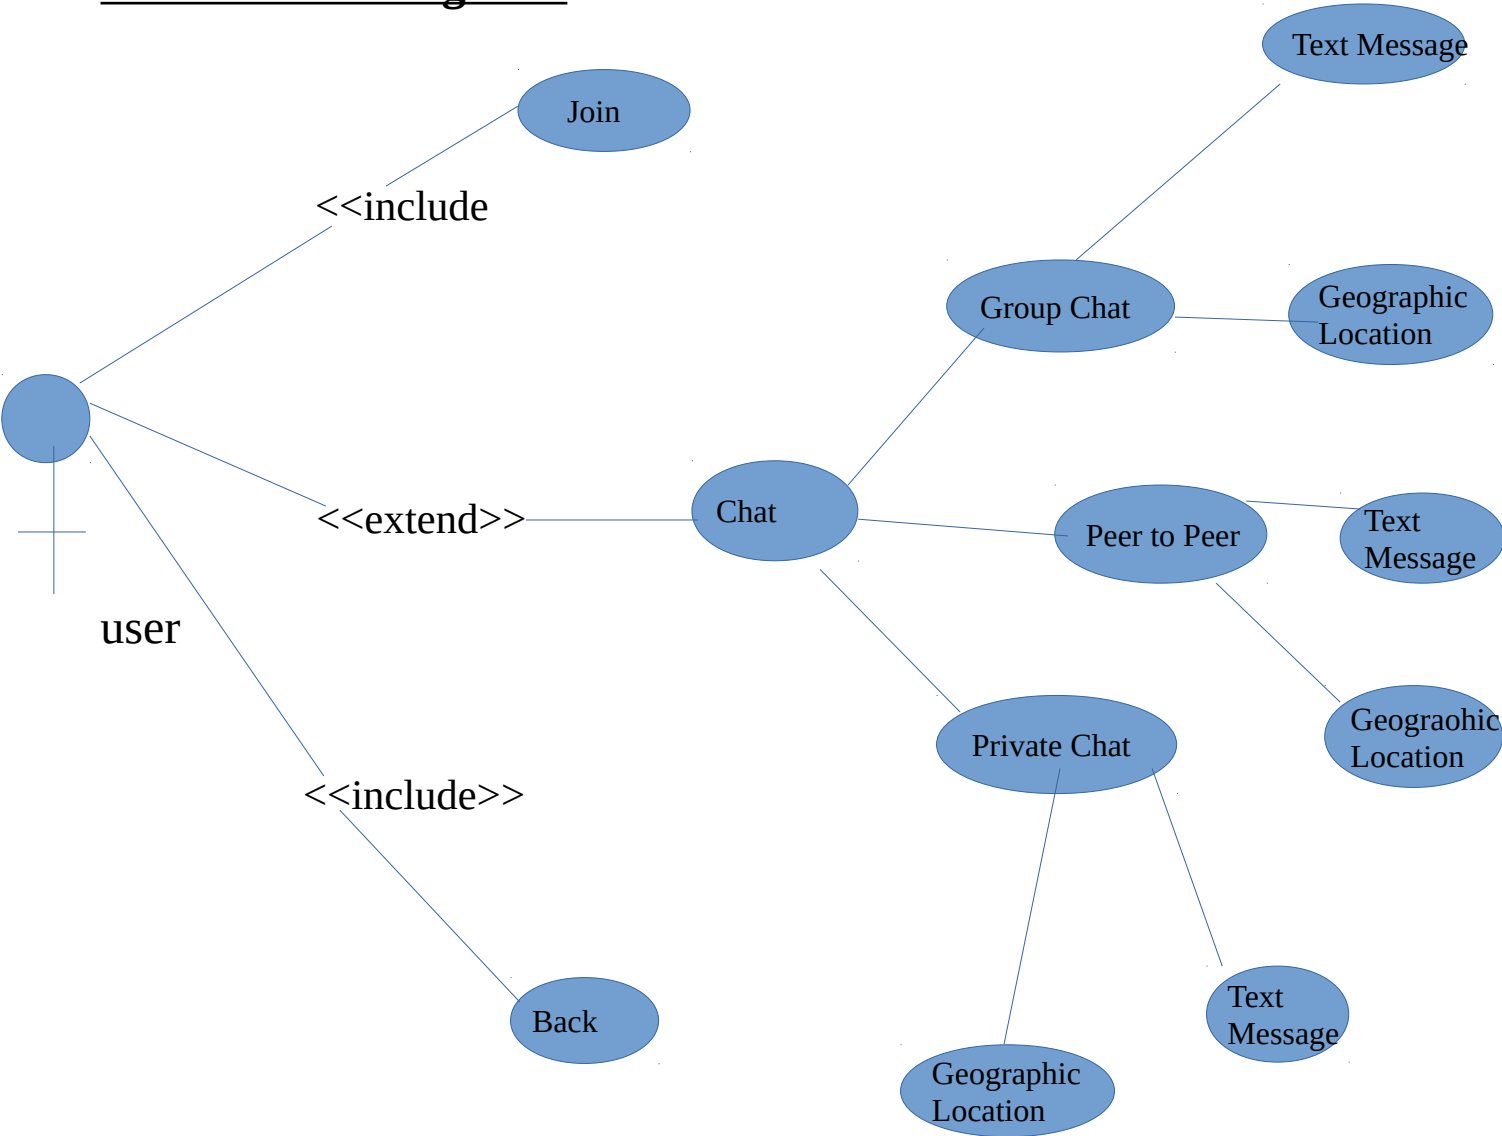 Text Message
Join
<<include
Group Chat
Geographic
Location
<<extend>>
Chat
Peer to Peer
Text
Message
user
Private Chat
Geograohic
Location
<<include>>
Back
Text
Message
Geographic
Location